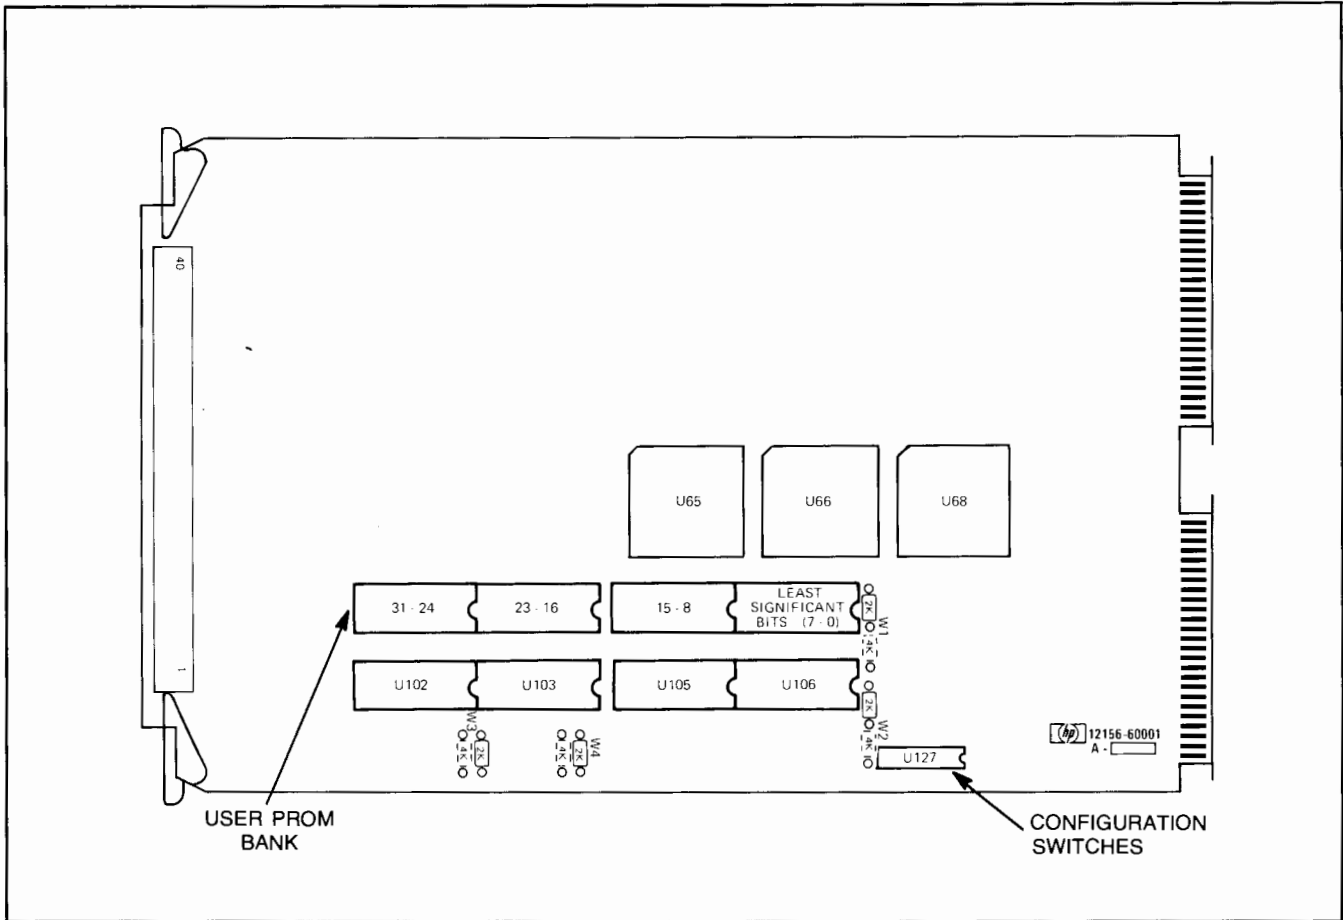 40
U65
U66
U68
31 - 24
23 - 16
15 - 8
LEAST
SIGNIFICANT
BITS (7 - 0)
2K
W1
4K
1
U102
U103
U105
U106
2K
W2
4K
W3
4K
2K
4K
2K
W4
U127
hp
12156-60001
A -
USER PROM
BANK
CONFIGURATION
SWITCHES